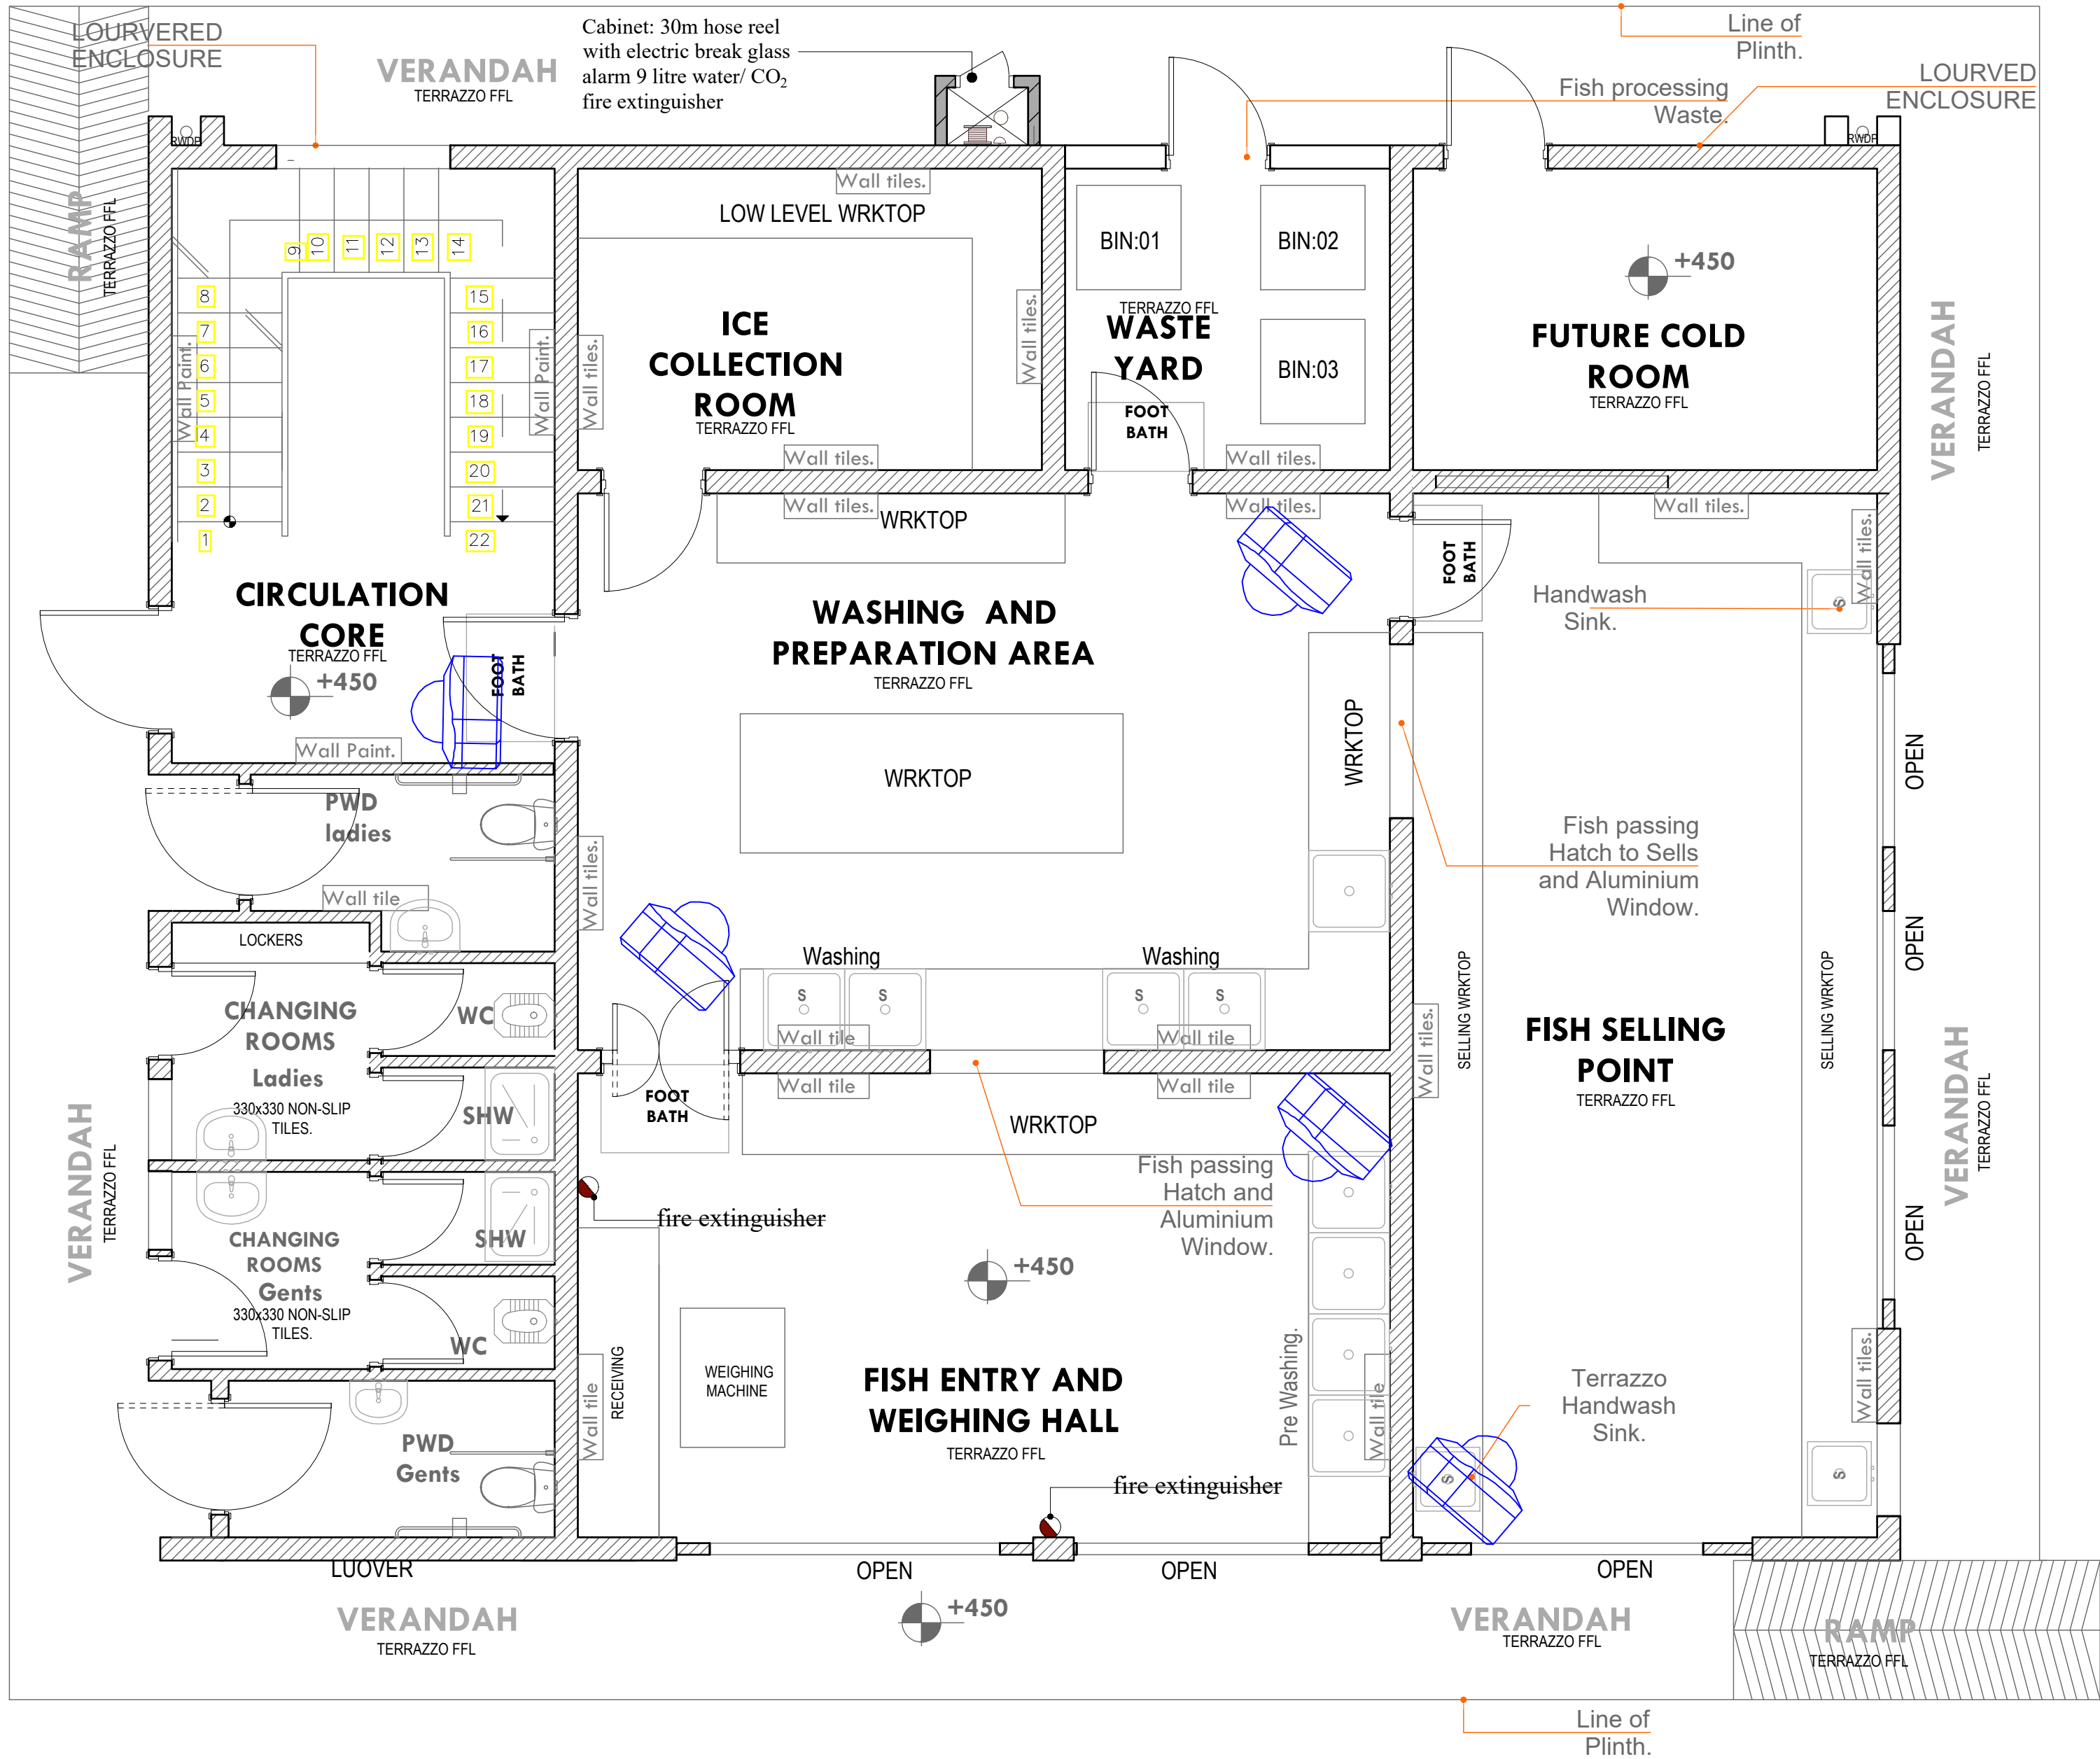 LOURVERED
ENCLOSURE
VERANDAH
TERRAZZO FFL
Cabinet: 30m hose reel
with electric break glass
alarm 9 litre water/ CO₂
fire extinguisher
Line of
Plinth.
Fish processing
Waste.
LOURVED
ENCLOSURE
RWDP
RWDP
RAMP
TERRAZZO FFL
Wall tiles.
LOW LEVEL WRKTOP
BIN:01
BIN:02
9
10
11
12
13
14
8
7
6
5
4
3
2
1
15
16
17
18
19
20
21
22
Wall Paint.
Wall Paint.
Wall tiles.
Wall tiles.
ICE
COLLECTION
ROOM
TERRAZZO FFL
Wall tiles.
TERRAZZO FFL
WASTE
YARD
BIN:03
FOOT
BATH
Wall tiles.
+450
FUTURE COLD
ROOM
TERRAZZO FFL
VERANDAH
TERRAZZO FFL
Wall tiles.
WRKTOP
Wall tiles.
Wall tiles.
Wall tiles.
FOOT
BATH
Handwash
Sink.
S
CIRCULATION
CORE
TERRAZZO FFL
+450
FOOT
BATH
Wall Paint.
WASHING AND
PREPARATION AREA
TERRAZZO FFL
WRKTOP
WRKTOP
OPEN
PWD
ladies
Wall tile
Wall tiles.
Fish passing
Hatch to Sells
and Aluminium
Window.
LOCKERS
OPEN
Washing
Washing
S
S
S
S
CHANGING
ROOMS
Ladies
330x330 NON-SLIP
TILES.
WC
SHW
Wall tile
Wall tile
Wall tile
Wall tile
Wall tiles.
SELLING WRKTOP
SELLING WRKTOP
FISH SELLING
POINT
TERRAZZO FFL
VERANDAH
TERRAZZO FFL
VERANDAH
TERRAZZO FFL
FOOT
BATH
WRKTOP
Fish passing
Hatch and
Aluminium
Window.
fire extinguisher
OPEN
CHANGING
ROOMS
Gents
330x330 NON-SLIP
TILES.
SHW
WC
+450
WEIGHING
MACHINE
RECEIVING
Wall tile
FISH ENTRY AND
WEIGHING HALL
TERRAZZO FFL
Pre Washing.
Wall tile
Terrazzo
Handwash
Sink.
Wall tiles.
S
S
PWD
Gents
fire extinguisher
LUOVER
OPEN
OPEN
OPEN
VERANDAH
TERRAZZO FFL
+450
VERANDAH
TERRAZZO FFL
RAMP
TERRAZZO FFL
Line of
Plinth.